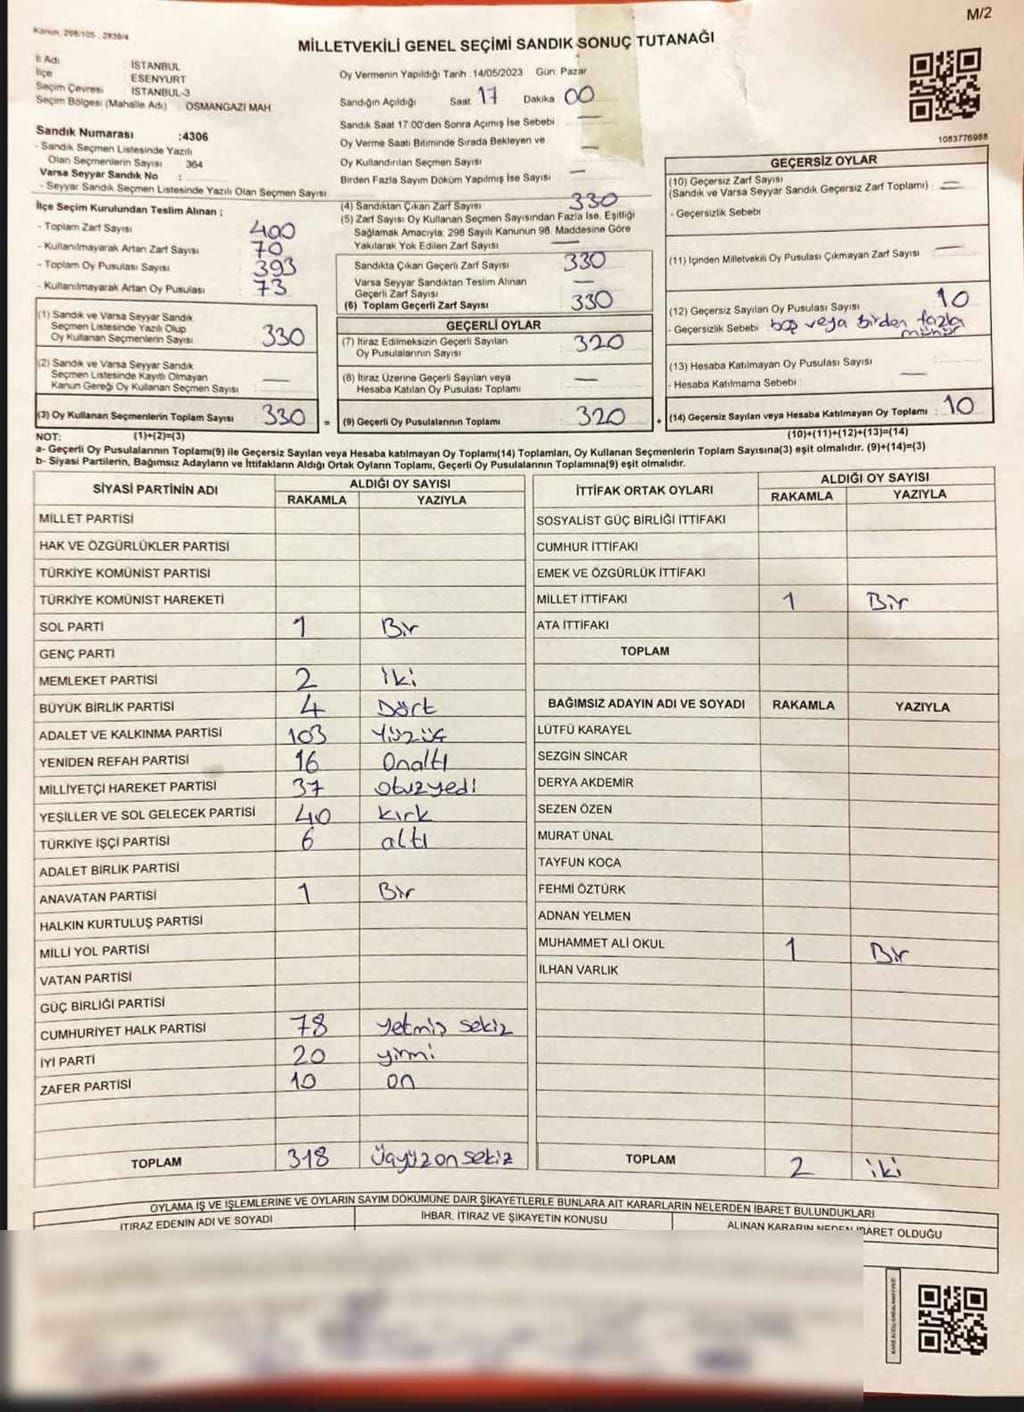 M/2
Kanun, 298/105 , 2839/4
MİLLETVEKİLİ GENEL SEÇİMİ SANDIK SONUÇ TUTANAĞI
İl Adı İSTANBUL
İlçe ESENYURT
Seçim Çevresi İSTANBUL-3
Seçim Bölgesi (Mahalle Adı) OSMANGAZİ MAH.
Sandık Numarası :4306
- Sandık Seçmen Listesinde Yazılı
Olan Seçmenlerin Sayısı 364
Varsa Seyyar Sandık No :
- Seyyar Sandık Seçmen Listesinde Yazılı Olan Seçmen Sayısı
İlçe Seçim Kurulundan Teslim Alınan ;
- Toplam Zarf Sayısı 400
- Kullanılmayarak Artan Zarf Sayısı 70
- Toplam Oy Pusulası Sayısı 393
- Kullanılmayarak Artan Oy Pusulası 73
(1) Sandık ve Varsa Seyyar Sandık
Seçmen Listesinde Yazılı Olup
Oy Kullanan Seçmenlerin Sayısı 330
(2) Sandık ve Varsa Seyyar Sandık
Seçmen Listesinde Kayıtlı Olmayan
Kanun Gereği Oy Kullanan Seçmen Sayısı —
(3) Oy Kullanan Seçmenlerin Toplam Sayısı 330 =
Oy Vermenin Yapıldığı Tarih :14/05/2023 Gün: Pazar
Sandığın Açıldığı Saat 17 Dakika 00
Sandık Saat 17.00'den Sonra Açımış İse Sebebi —
Oy Verme Saati Bitiminde Sırada Bekleyen ve
Oy Kullandırılan Seçmen Sayısı —
Birden Fazla Sayım Döküm Yapılmış İse Sayısı —
(4) Sandıktan Çıkan Zarf Sayısı 330
(5) Zarf Sayısı Oy Kullanan Seçmen Sayısından Fazla İse, Eşitliği
Sağlamak Amacıyla, 298 Sayılı Kanunun 98. Maddesine Göre
Yakılarak Yok Edilen Zarf Sayısı —
Sandıkta Çıkan Geçerli Zarf Sayısı 330
Varsa Seyyar Sandıktan Teslim Alınan
Geçerli Zarf Sayısı —
(6) Toplam Geçerli Zarf Sayısı 330
GEÇERLİ OYLAR
(7) İtiraz Edilmeksizin Geçerli Sayılan
Oy Pusulalarının Sayısı 320
(8) İtiraz Üzerine Geçerli Sayılan veya
Hesaba Katılan Oy Pusulası Toplamı —
(9) Geçerli Oy Pusulalarının Toplamı 320 +
1083776988
GEÇERSİZ OYLAR
(10) Geçersiz Zarf Sayısı
(Sandık ve Varsa Seyyar Sandık Geçersiz Zarf Toplamı) : —
- Geçersizlik Sebebi :
(11) İçinden Milletvekili Oy Pusulası Çıkmayan Zarf Sayısı —
(12) Geçersiz Sayılan Oy Pusulası Sayısı 10
- Geçersizlik Sebebi : boş veya birden fazla
mühür
(13) Hesaba Katılmayan Oy Pusulası Sayısı : —
- Hesaba Katılmama Sebebi :
(14) Geçersiz Sayılan veya Hesaba Katılmayan Oy Toplamı : 10
NOT: (1)+(2)=(3) (10)+(11)+(12)+(13)=(14)
a- Geçerli Oy Pusulalarının Toplamı(9) ile Geçersiz Sayılan veya Hesaba katılmayan Oy Toplamı(14) Toplamları, Oy Kullanan Seçmenlerin Toplam Sayısına(3) eşit olmalıdır. (9)+(14)=(3)
b- Siyasi Partilerin, Bağımsız Adayların ve İttifakların Aldığı Ortak Oyların Toplamı, Geçerli Oy Pusulalarının Toplamına(9) eşit olmalıdır.
SİYASİ PARTİNİN ADI ALDIĞI OY SAYISI
RAKAMLA YAZIYLA
MİLLET PARTİSİ
HAK VE ÖZGÜRLÜKLER PARTİSİ
TÜRKİYE KOMÜNİST PARTİSİ
TÜRKİYE KOMÜNİST HAREKETİ
SOL PARTİ 1 Bir
GENÇ PARTİ
MEMLEKET PARTİSİ 2 iki
BÜYÜK BİRLİK PARTİSİ 4 Dört
ADALET VE KALKINMA PARTİSİ 103 Yüzüç
YENİDEN REFAH PARTİSİ 16 Onaltı
MİLLİYETÇİ HAREKET PARTİSİ 37 otuzyedi
YEŞİLLER VE SOL GELECEK PARTİSİ 40 kırk
TÜRKİYE İŞÇİ PARTİSİ 6 altı
ADALET BİRLİK PARTİSİ
ANAVATAN PARTİSİ 1 Bir
HALKIN KURTULUŞ PARTİSİ
MİLLİ YOL PARTİSİ
VATAN PARTİSİ
GÜÇ BİRLİĞİ PARTİSİ
CUMHURİYET HALK PARTİSİ 78 yetmiş sekiz
İYİ PARTİ 20 yirmi
ZAFER PARTİSİ 10 on
TOPLAM 318 üçyüzonsekiz
İTTİFAK ORTAK OYLARI ALDIĞI OY SAYISI
RAKAMLA YAZIYLA
SOSYALİST GÜÇ BİRLİĞİ İTTİFAKI
CUMHUR İTTİFAKI
EMEK VE ÖZGÜRLÜK İTTİFAKI
MİLLET İTTİFAKI 1 Bir
ATA İTTİFAKI
TOPLAM
BAĞIMSIZ ADAYIN ADI VE SOYADI RAKAMLA YAZIYLA
LÜTFÜ KARAYEL
SEZGİN SİNCAR
DERYA AKDEMİR
SEZEN ÖZEN
MURAT ÜNAL
TAYFUN KOCA
FEHMİ ÖZTÜRK
ADNAN YELMEN
MUHAMMET ALİ OKUL 1 Bir
İLHAN VARLIK
TOPLAM 2 iki
OYLAMA İŞ VE İŞLEMLERİNE VE OYLARIN SAYIM DÖKÜMÜNE DAİR ŞİKAYETLERLE BUNLARA AİT KARARLARIN NELERDEN İBARET BULUNDUKLARI
İTİRAZ EDENİN ADI VE SOYADI İHBAR, İTİRAZ VE ŞİKAYETİN KONUSU ALINAN KARARIN NEDEN İBARET OLDUĞU